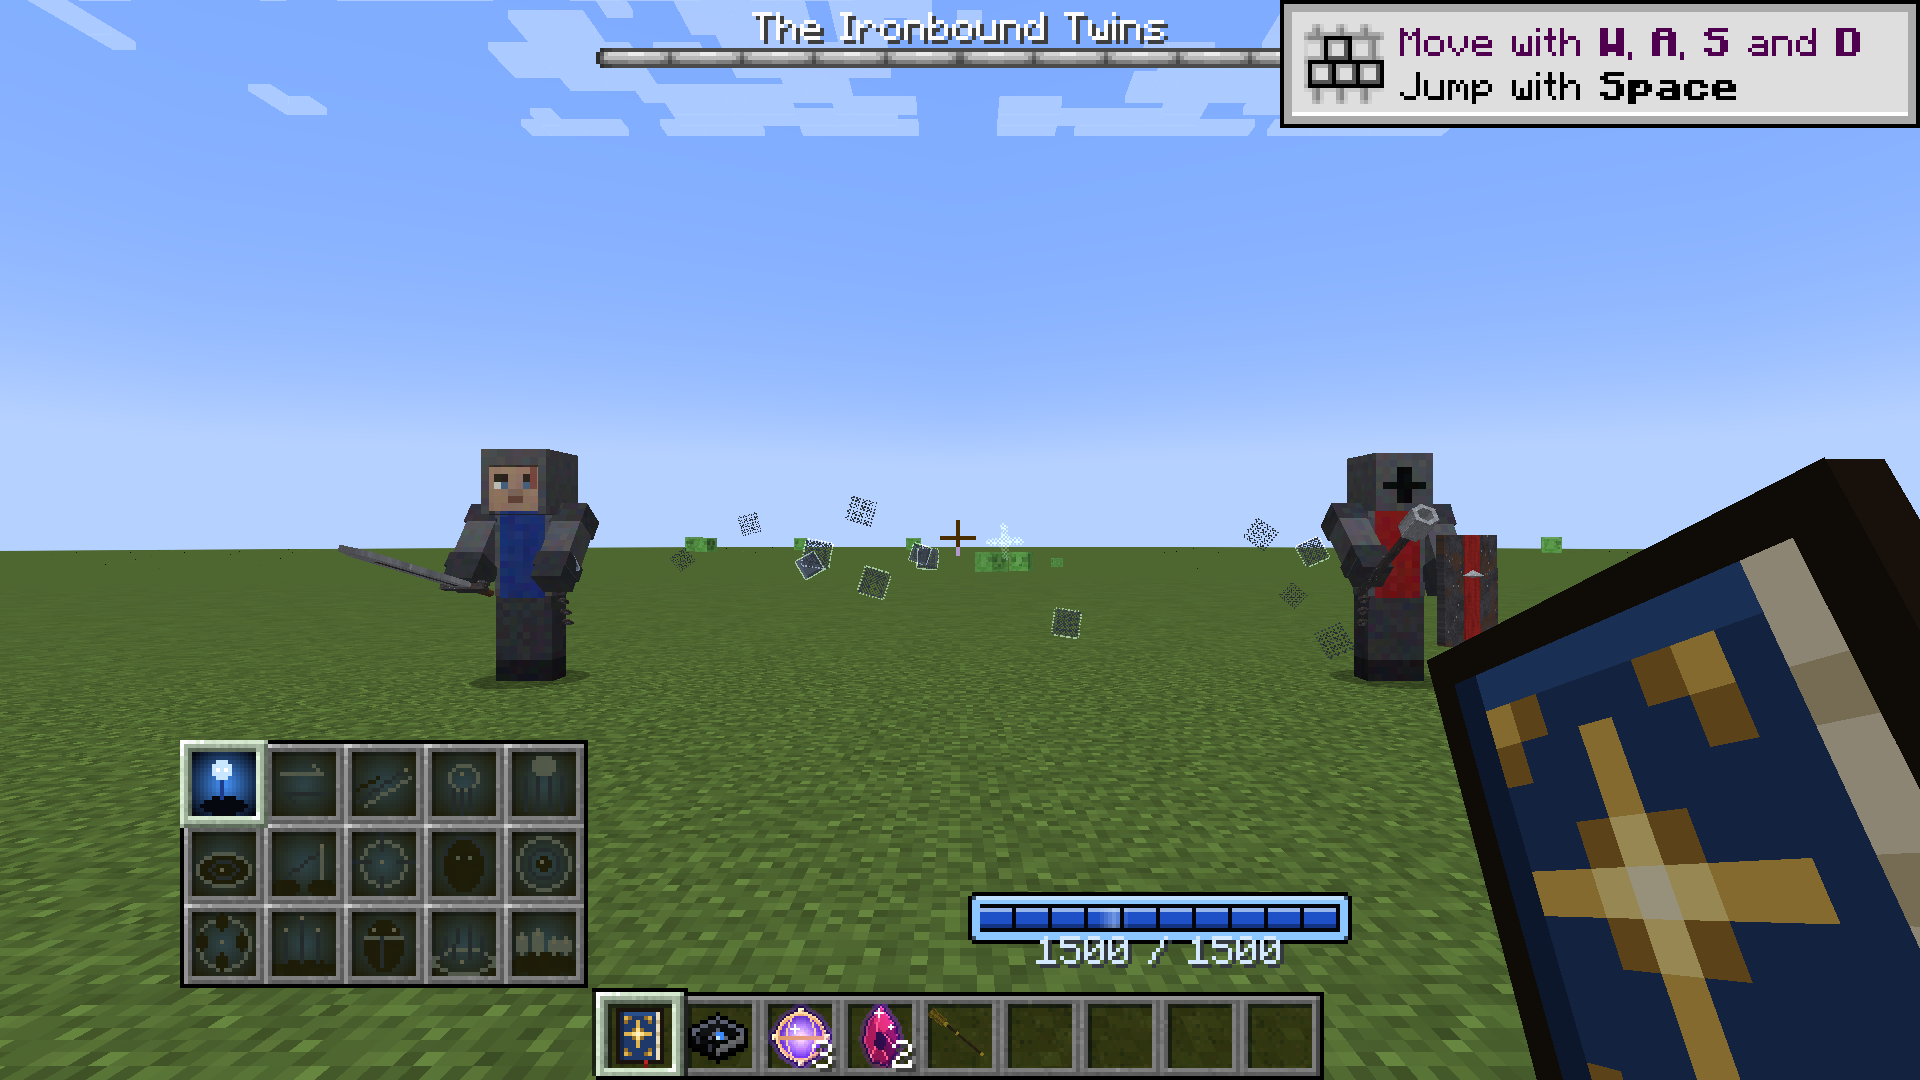 The Ironbound Twins
Move with W, A, S and D
Jump with Space
1500 / 1500
3
2